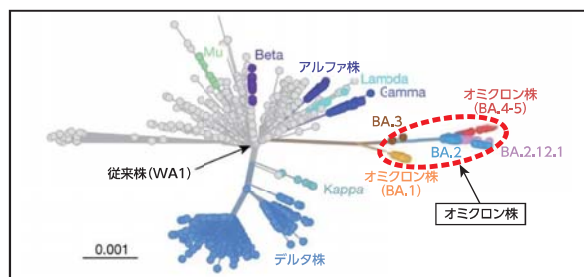 Mu
Beta
アルファ株
Lamoda
Camma
オミクロン株
(BA.4-5)
BA.3
BA.2
BA.2.12.1
従来株(WA1)
オミクロン株
(BA.1)
Kappa
オミクロン株
0.001
デルタ株